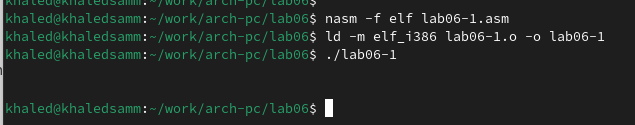 khaled@khaledsamm:~/work/arch-pc/lab06$ nasm -f elf lab06-1.asm
khaled@khaledsamm:~/work/arch-pc/lab06$ ld -m elf_i386 lab06-1.o -o lab06-1
khaled@khaledsamm:~/work/arch-pc/lab06$ ./lab06-1
khaled@khaledsamm:~/work/arch-pc/lab06$